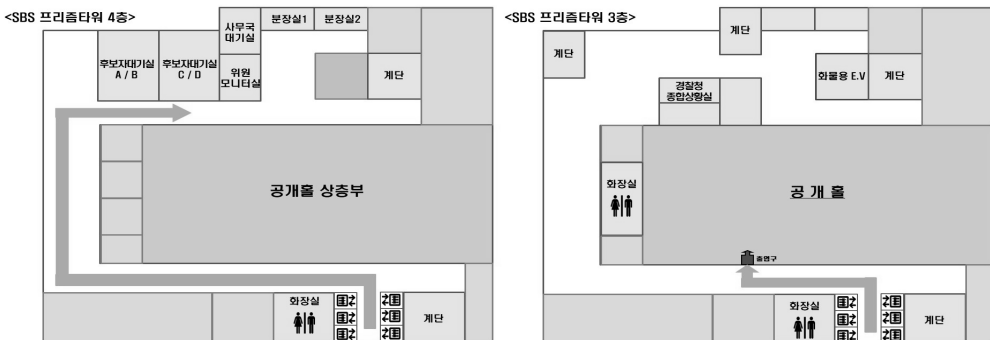 <SBS 프리즘타워 4층>
사무국
대기실
분장실1
분장실2
후보자대기실
A / B
후보자대기실
C / D
위원
모니터실
계단
공개홀 상층부
화장실
계단
<SBS 프리즘타워 3층>
계단
계단
경찰청
종합상황실
화물용 E.V
계단
화장실
공 개 홀
출연구
화장실
계단